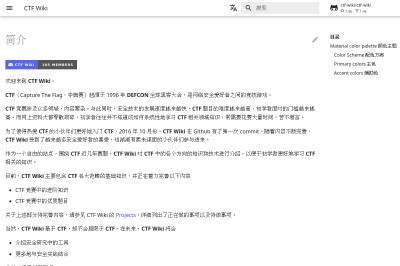 CTF Wiki
搜索
ctf-wiki/ctf-wiki
简介
CTF Wiki 385 MEMBERS
欢迎来到 CTF Wiki。
CTF（Capture The Flag，夺旗赛）起源于 1996 年 DEFCON 全球黑客大会，是网络安全爱好者之间的竞技游戏。
CTF 竞赛涉及众多领域，内容繁杂。与此同时，安全技术的发展速度越来越快，CTF 题目的难度越来越高，初学者面对的门槛越来越
高。而网上资料大都零散琐碎，初学者往往并不知道该如何系统性地学习 CTF 相关领域知识，常需要花费大量时间，苦不堪言。
为了使得热爱 CTF 的小伙伴们更好地入门 CTF，2016 年 10 月份，CTF Wiki 在 Github 有了第一次 commit。随着内容不断完善，
CTF Wiki 受到了越来越多安全爱好者的喜爱，也渐渐有素未谋面的小伙伴们参与进来。
作为一个自由的站点，围绕 CTF 近几年赛题，CTF Wiki 对 CTF 中的各个方向的知识和技术进行介绍，以便于初学者更好地学习 CTF
相关的知识。
目前，CTF Wiki 主要包含 CTF 各大范畴的基础知识，并正在着力完善以下内容
CTF 竞赛中的进阶知识
CTF 竞赛中的优质题目
关于上述部分待完善内容，请参见 CTF Wiki 的 Projects，详细列出了正在做的事项以及待做事项。
当然，CTF Wiki 基于 CTF，却不会局限于 CTF，在未来，CTF Wiki 将会
介绍安全研究中的工具
更多地与安全实战结合
目录
Material color palette 颜色主题
Color Scheme 配色方案
Primary colors 主色
Accent colors 辅助色